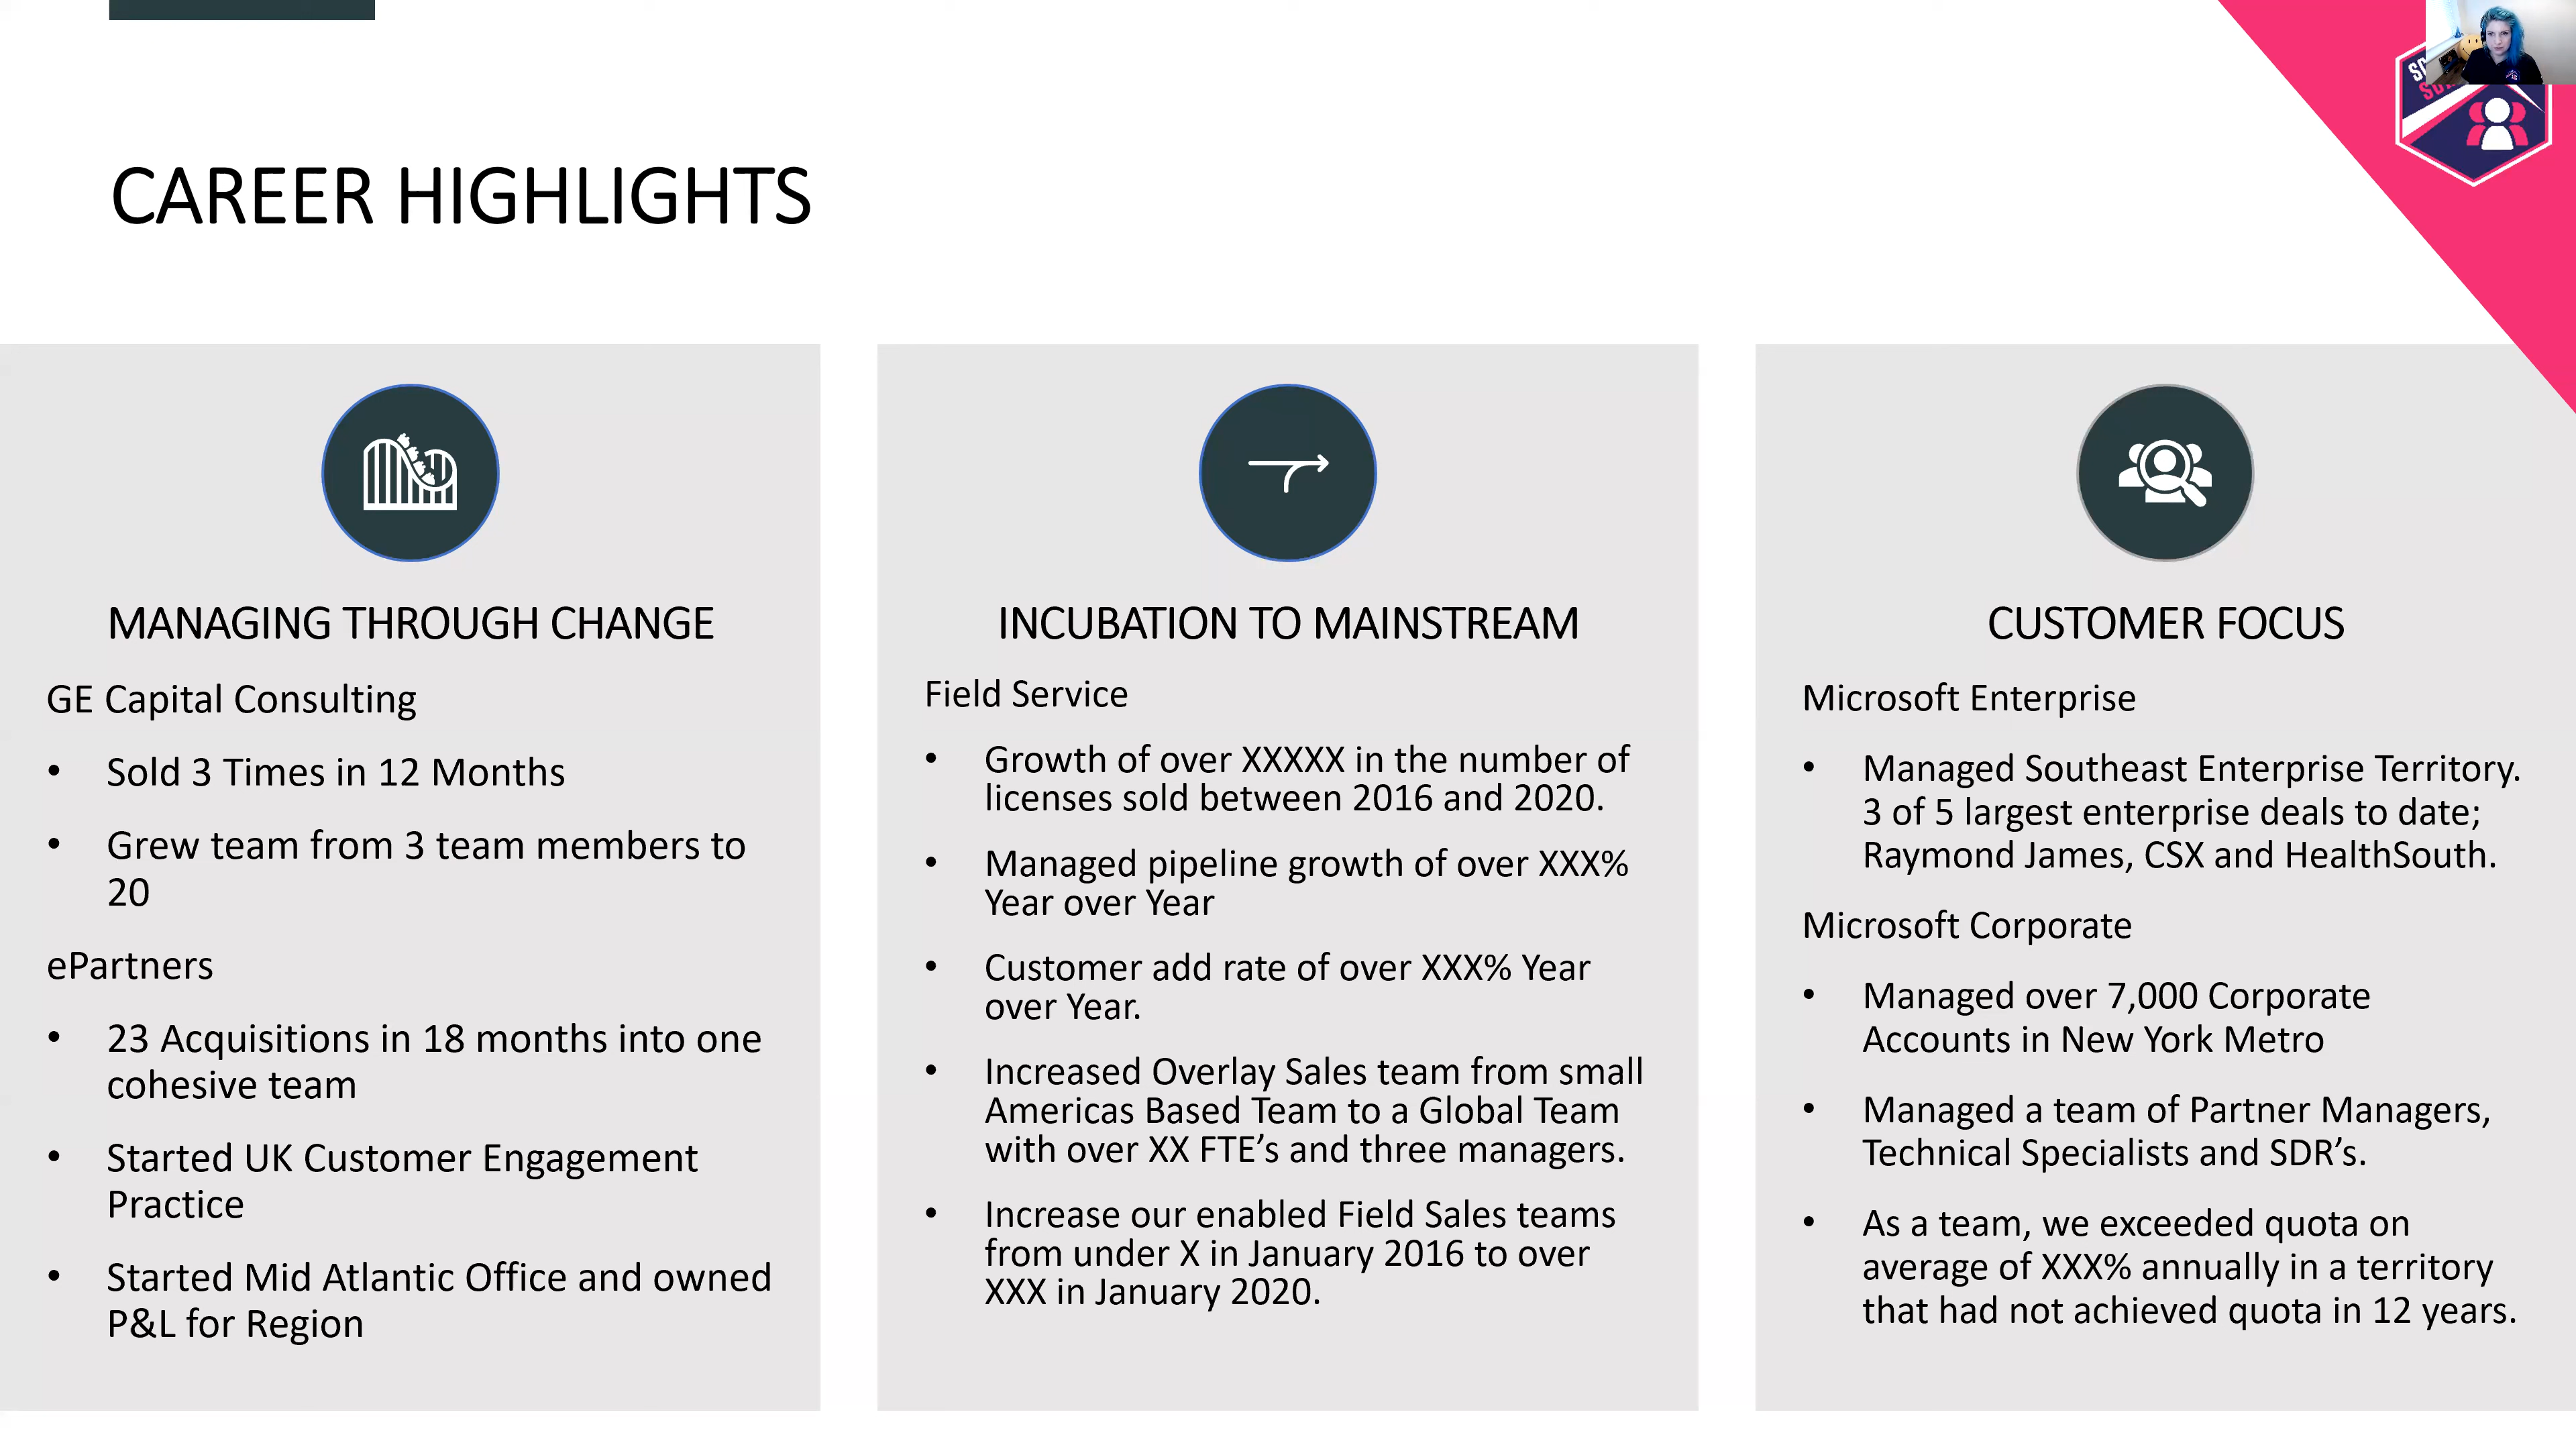 CAREER HIGHLIGHTS
MANAGING THROUGH CHANGE
GE Capital Consulting
• Sold 3 Times in 12 Months
• Grew team from 3 team members to
20
ePartners
• 23 Acquisitions in 18 months into one
cohesive team
• Started UK Customer Engagement
Practice
• Started Mid Atlantic Office and owned
P&L for Region
INCUBATION TO MAINSTREAM
Field Service
• Growth of over XXXXX in the number of
licenses sold between 2016 and 2020.
• Managed pipeline growth of over XXX%
Year over Year
• Customer add rate of over XXX% Year
over Year.
• Increased Overlay Sales team from small
Americas Based Team to a Global Team
with over XX FTE’s and three managers.
• Increase our enabled Field Sales teams
from under X in January 2016 to over
XXX in January 2020.
CUSTOMER FOCUS
Microsoft Enterprise
• Managed Southeast Enterprise Territory.
3 of 5 largest enterprise deals to date;
Raymond James, CSX and HealthSouth.
Microsoft Corporate
• Managed over 7,000 Corporate
Accounts in New York Metro
• Managed a team of Partner Managers,
Technical Specialists and SDR’s.
• As a team, we exceeded quota on
average of XXX% annually in a territory
that had not achieved quota in 12 years.